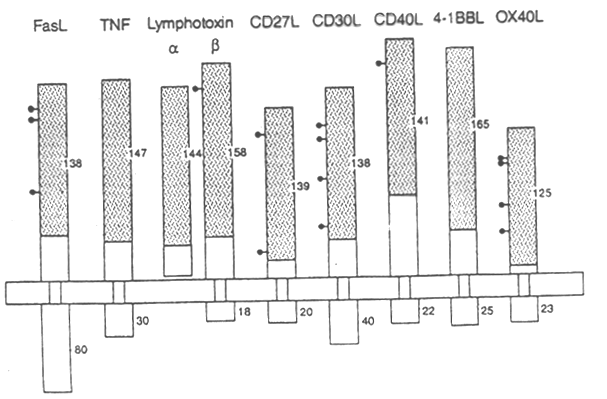 FasL TNF Lymphotoxin CD27L CD30L CD40L 4-1BBL OX40L
α β
138 147 144 158 139 138 141 165 125
30 18 20 40 22 25 23
80